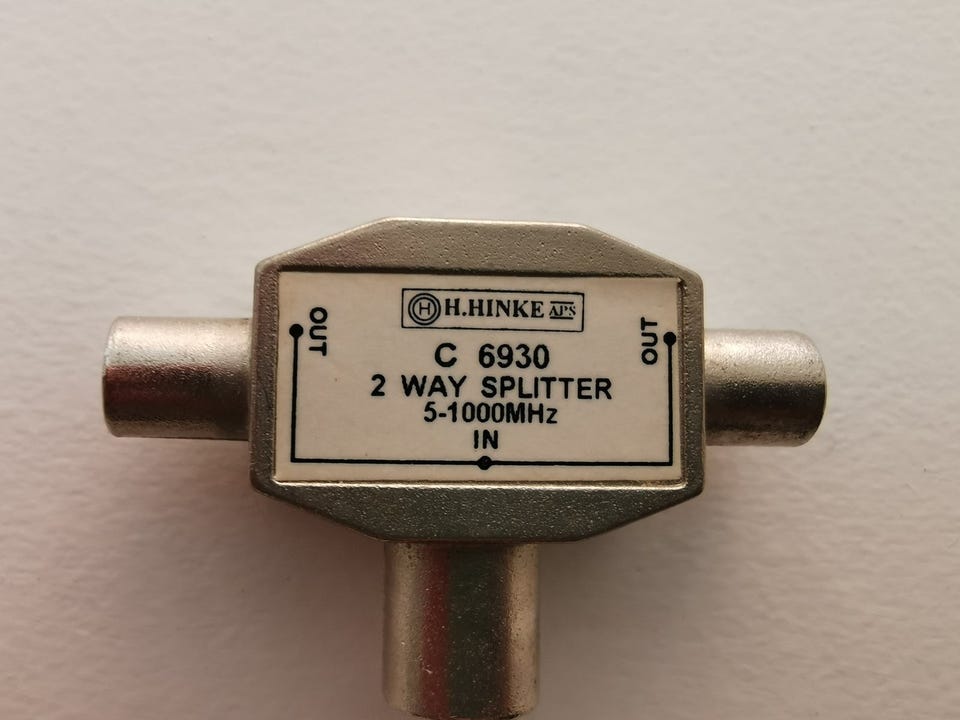 H H.HINKE APS
C 6930
2 WAY SPLITTER
5-1000MHz
IN
OUT
OUT